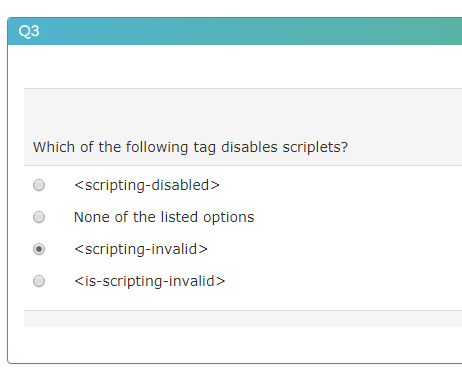 Q3
Which of the following tag disables scriplets?
<scripting-disabled>
None of the listed options
<scripting-invalid>
<is-scripting-invalid>